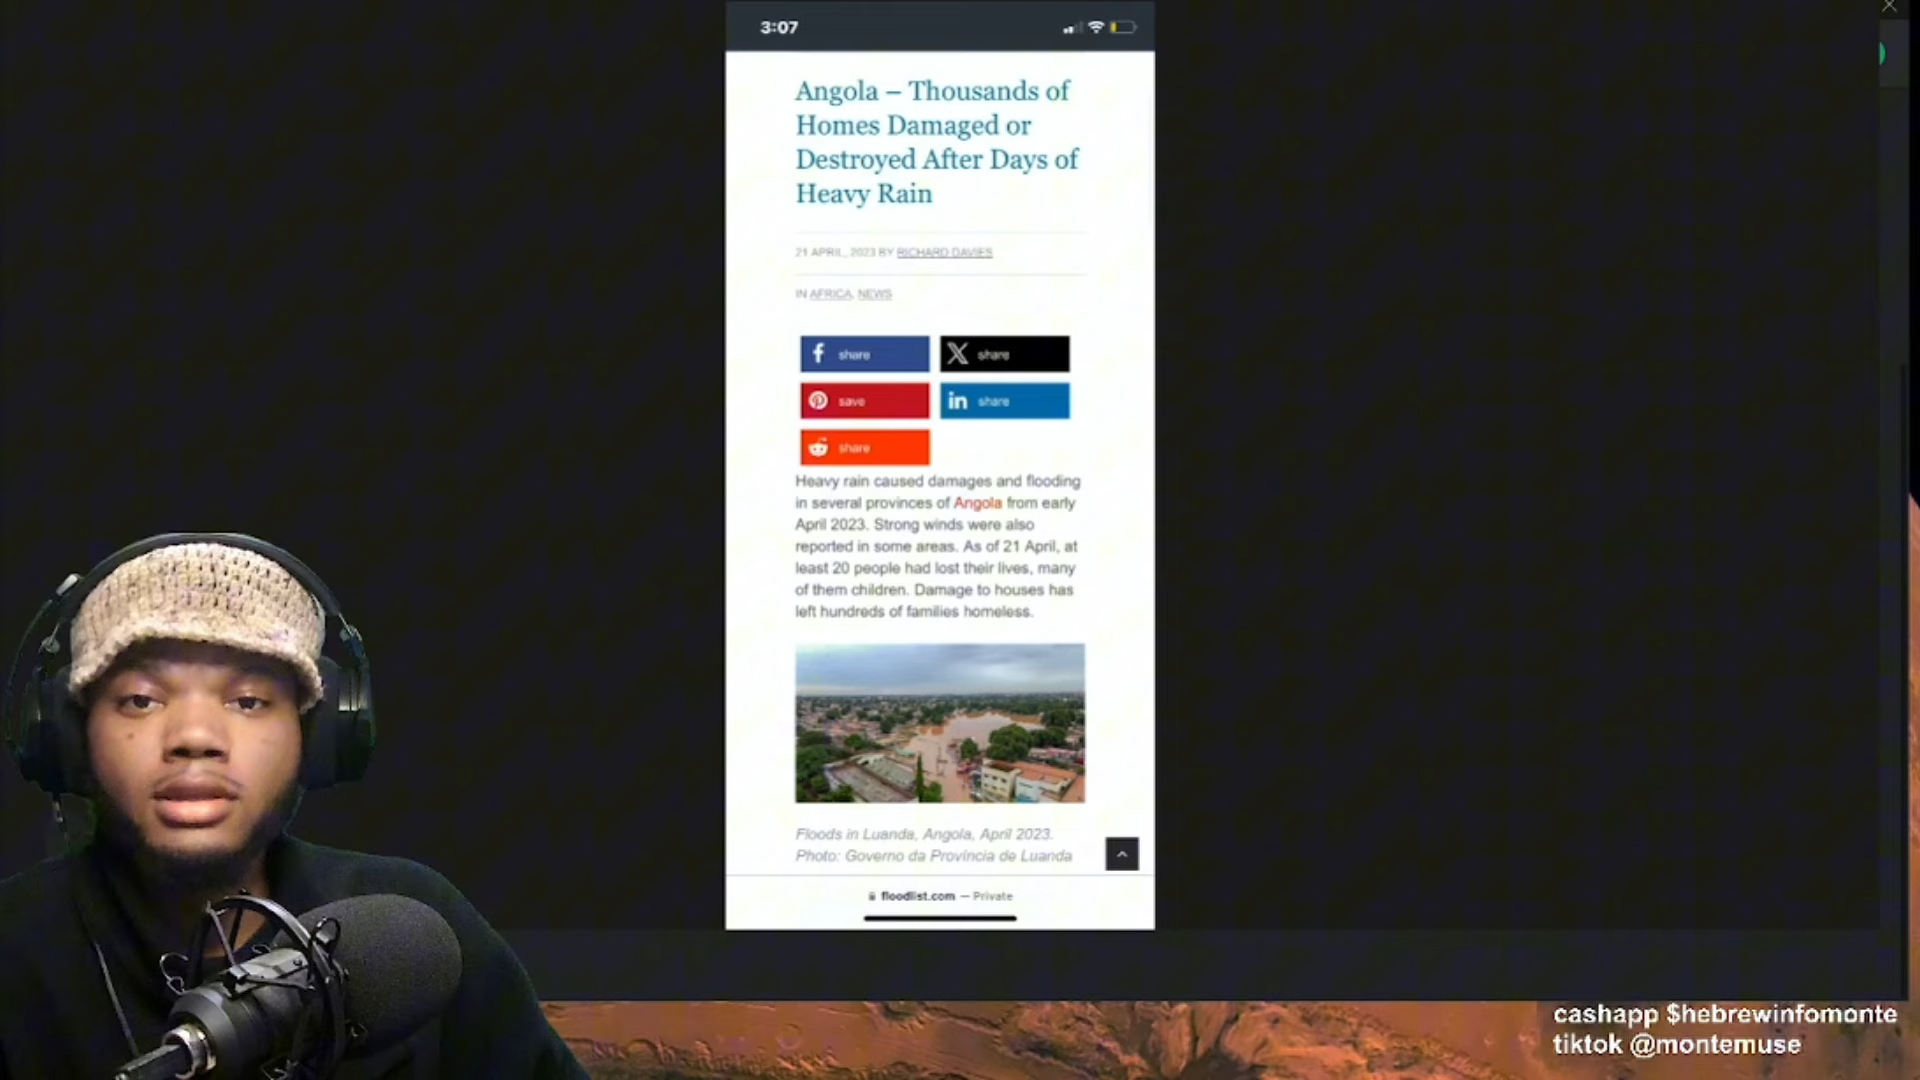 3:07
Angola – Thousands of
Homes Damaged or
Destroyed After Days of
Heavy Rain
21 APRIL, 2023 BY RICHARD DAVIES
IN AFRICA, NEWS
share
share
save
share
share
Heavy rain caused damages and flooding
in several provinces of Angola from early
April 2023. Strong winds were also
reported in some areas. As of 21 April, at
least 20 people had lost their lives, many
of them children. Damage to houses has
left hundreds of families homeless.
Floods in Luanda, Angola, April 2023.
Photo: Governo da Província de Luanda
floodlist.com — Private
cashapp $hebrewinfomonte
tiktok @montemuse